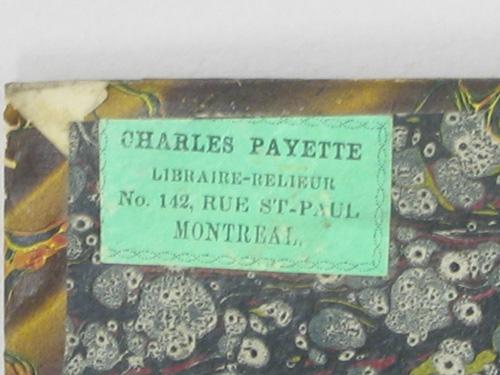 CHARLES PAYETTE
LIBRAIRE-RELIEUR
No. 142, RUE ST-PAUL
MONTREAL.